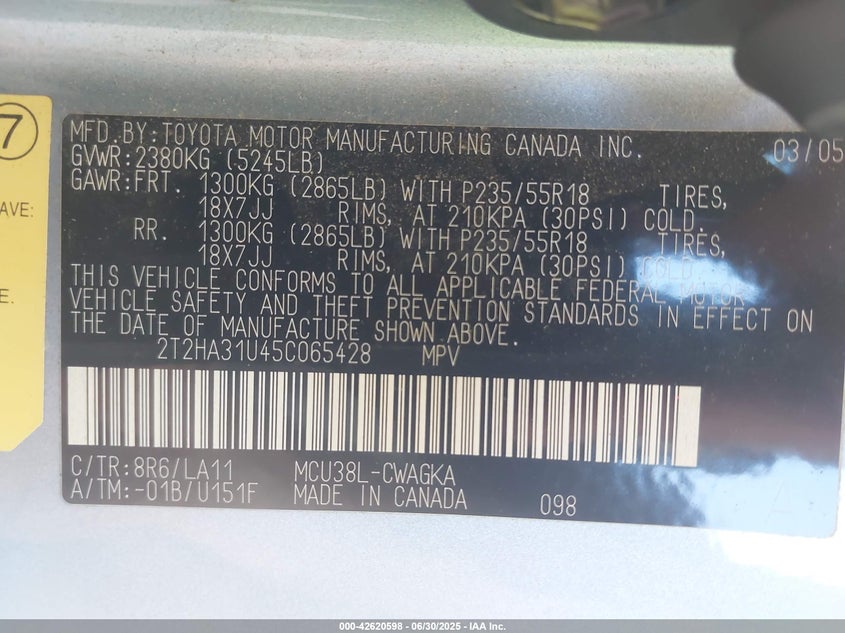 7
AVE:
E.
MFD.BY:TOYOTA MOTOR MANUFACTURING CANADA INC. 03/05
GVWR:2380KG (5245LB)
GAWR:FRT. 1300KG (2865LB) WITH P235/55R18 TIRES,
18X7JJ RIMS, AT 210KPA (30PSI) COLD.
RR. 1300KG (2865LB) WITH P235/55R18 TIRES,
18X7JJ RIMS, AT 210KPA (30PSI) COLD.
THIS VEHICLE CONFORMS TO ALL APPLICABLE FEDERAL MOTOR
VEHICLE SAFETY AND THEFT PREVENTION STANDARDS IN EFFECT ON
THE DATE OF MANUFACTURE SHOWN ABOVE.
2T2HA31U45C065428 MPV
C/TR:8R6/LA11 MCU38L-CWAGKA
A/TM:-01B/U151F MADE IN CANADA 098 A
000-42620598 - 06/30/2025 - IAA Inc.